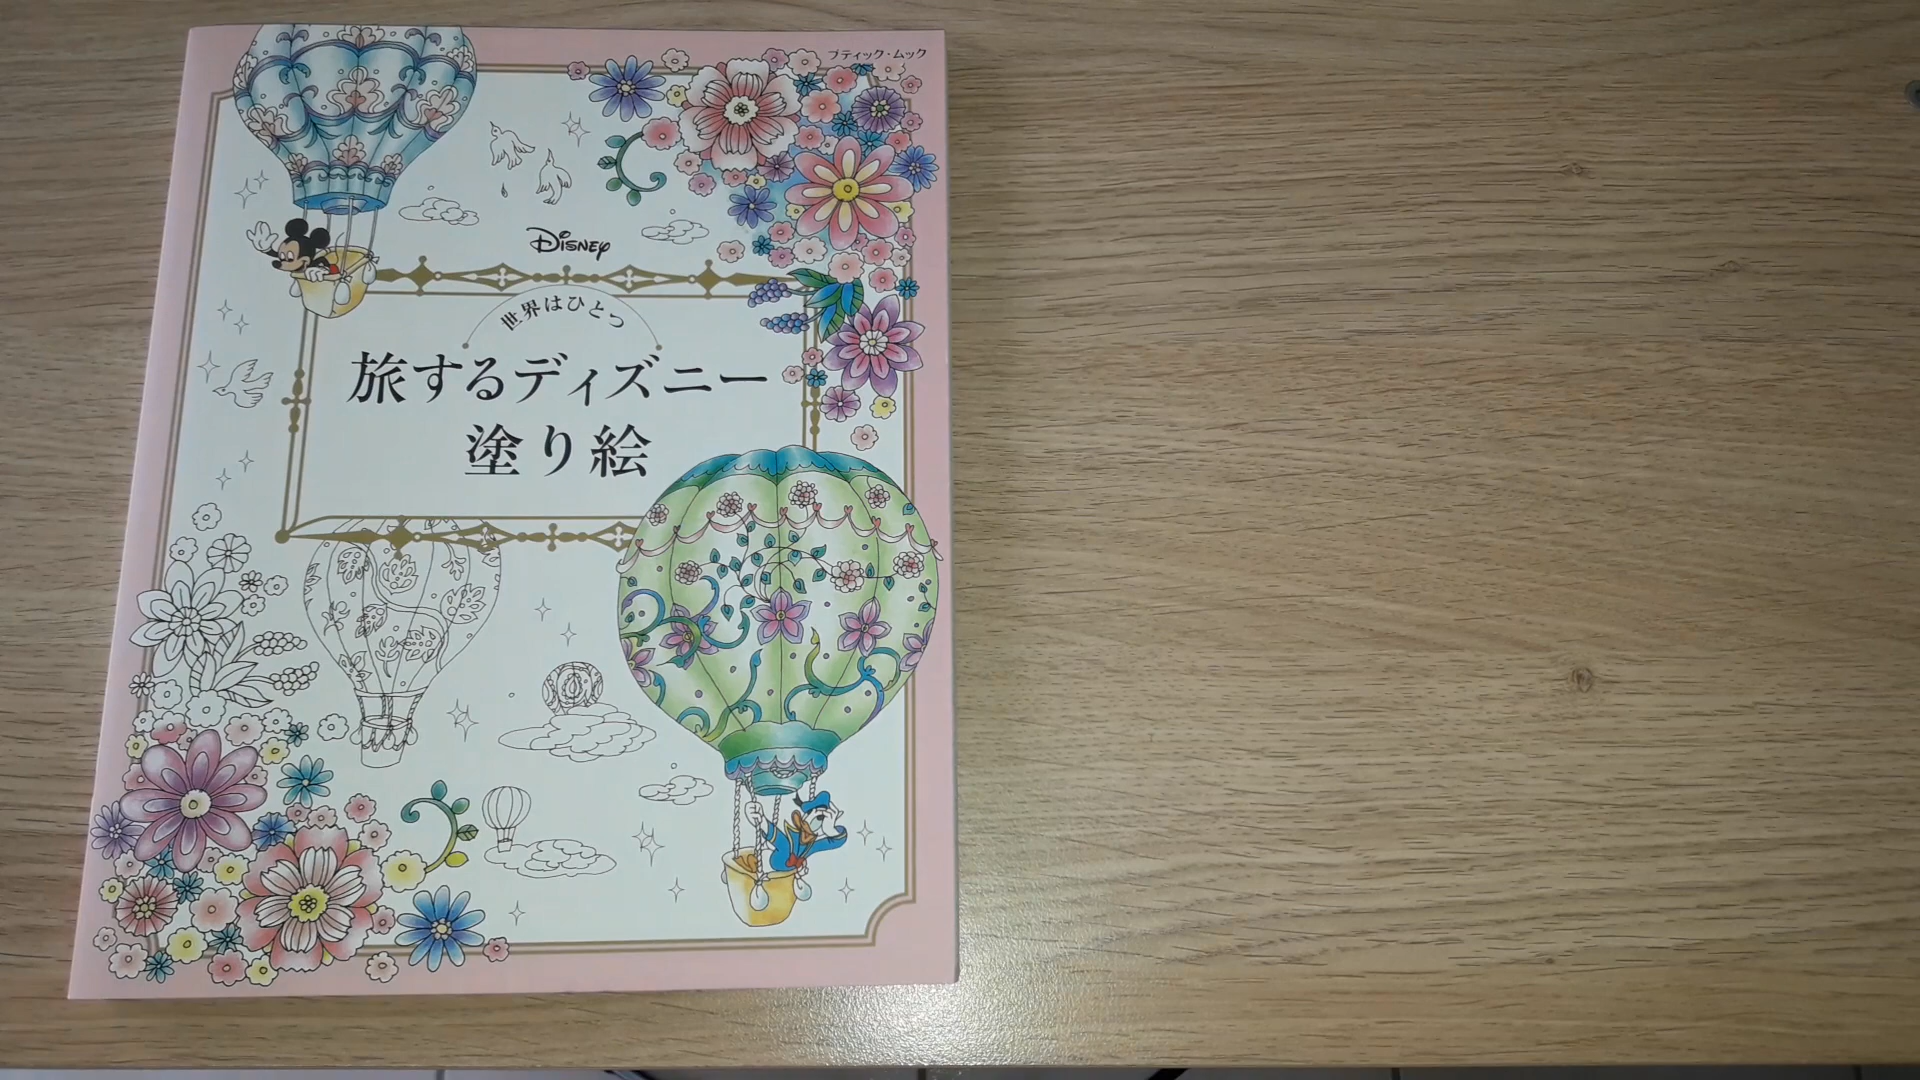 ブティック・ムック
Disney
世界はひとつ
旅するディズニー
塗り絵